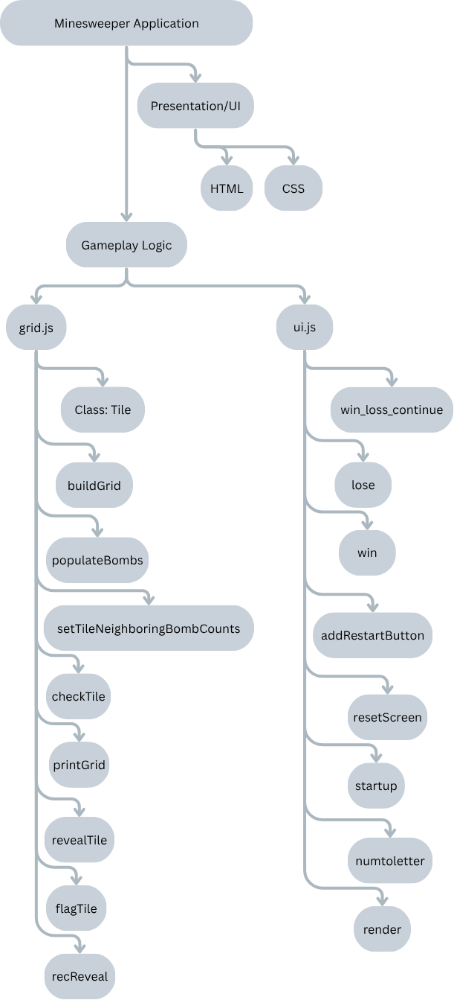 Minesweeper Application
Presentation/UI
HTML
CSS
Gameplay Logic
grid.js
ui.js
Class: Tile
buildGrid
populateBombs
setTileNeighboringBombCounts
checkTile
printGrid
revealTile
flagTile
recReveal
win_loss_continue
lose
win
addRestartButton
resetScreen
startup
numtoletter
render